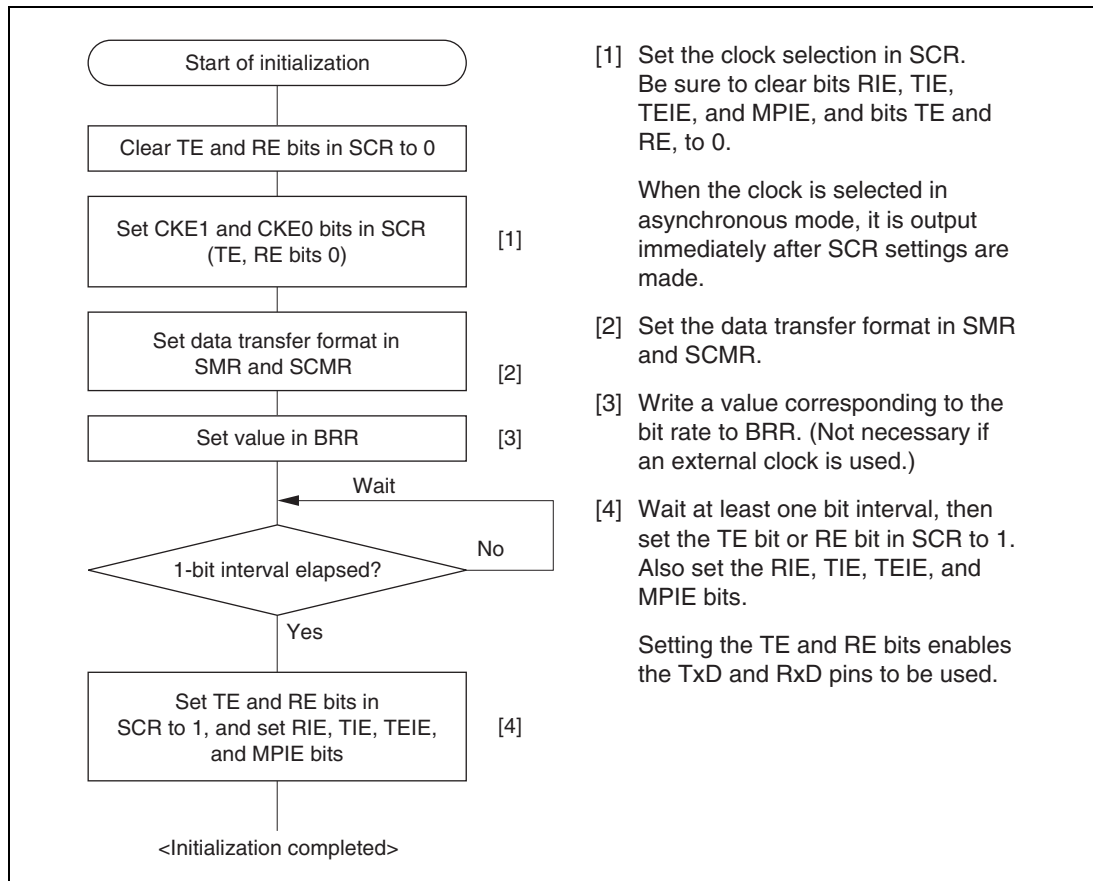 Start of initialization
Clear TE and RE bits in SCR to 0
Set CKE1 and CKE0 bits in SCR
(TE, RE bits 0)
[1]
Set data transfer format in
SMR and SCMR
[2]
Set value in BRR
[3]
Wait
1-bit interval elapsed?
No
Yes
Set TE and RE bits in
SCR to 1, and set RIE, TIE, TEIE,
and MPIE bits
[4]
<Initialization completed>
[1] Set the clock selection in SCR.
Be sure to clear bits RIE, TIE,
TEIE, and MPIE, and bits TE and
RE, to 0.
When the clock is selected in
asynchronous mode, it is output
immediately after SCR settings are
made.
[2] Set the data transfer format in SMR
and SCMR.
[3] Write a value corresponding to the
bit rate to BRR. (Not necessary if
an external clock is used.)
[4] Wait at least one bit interval, then
set the TE bit or RE bit in SCR to 1.
Also set the RIE, TIE, TEIE, and
MPIE bits.
Setting the TE and RE bits enables
the TxD and RxD pins to be used.